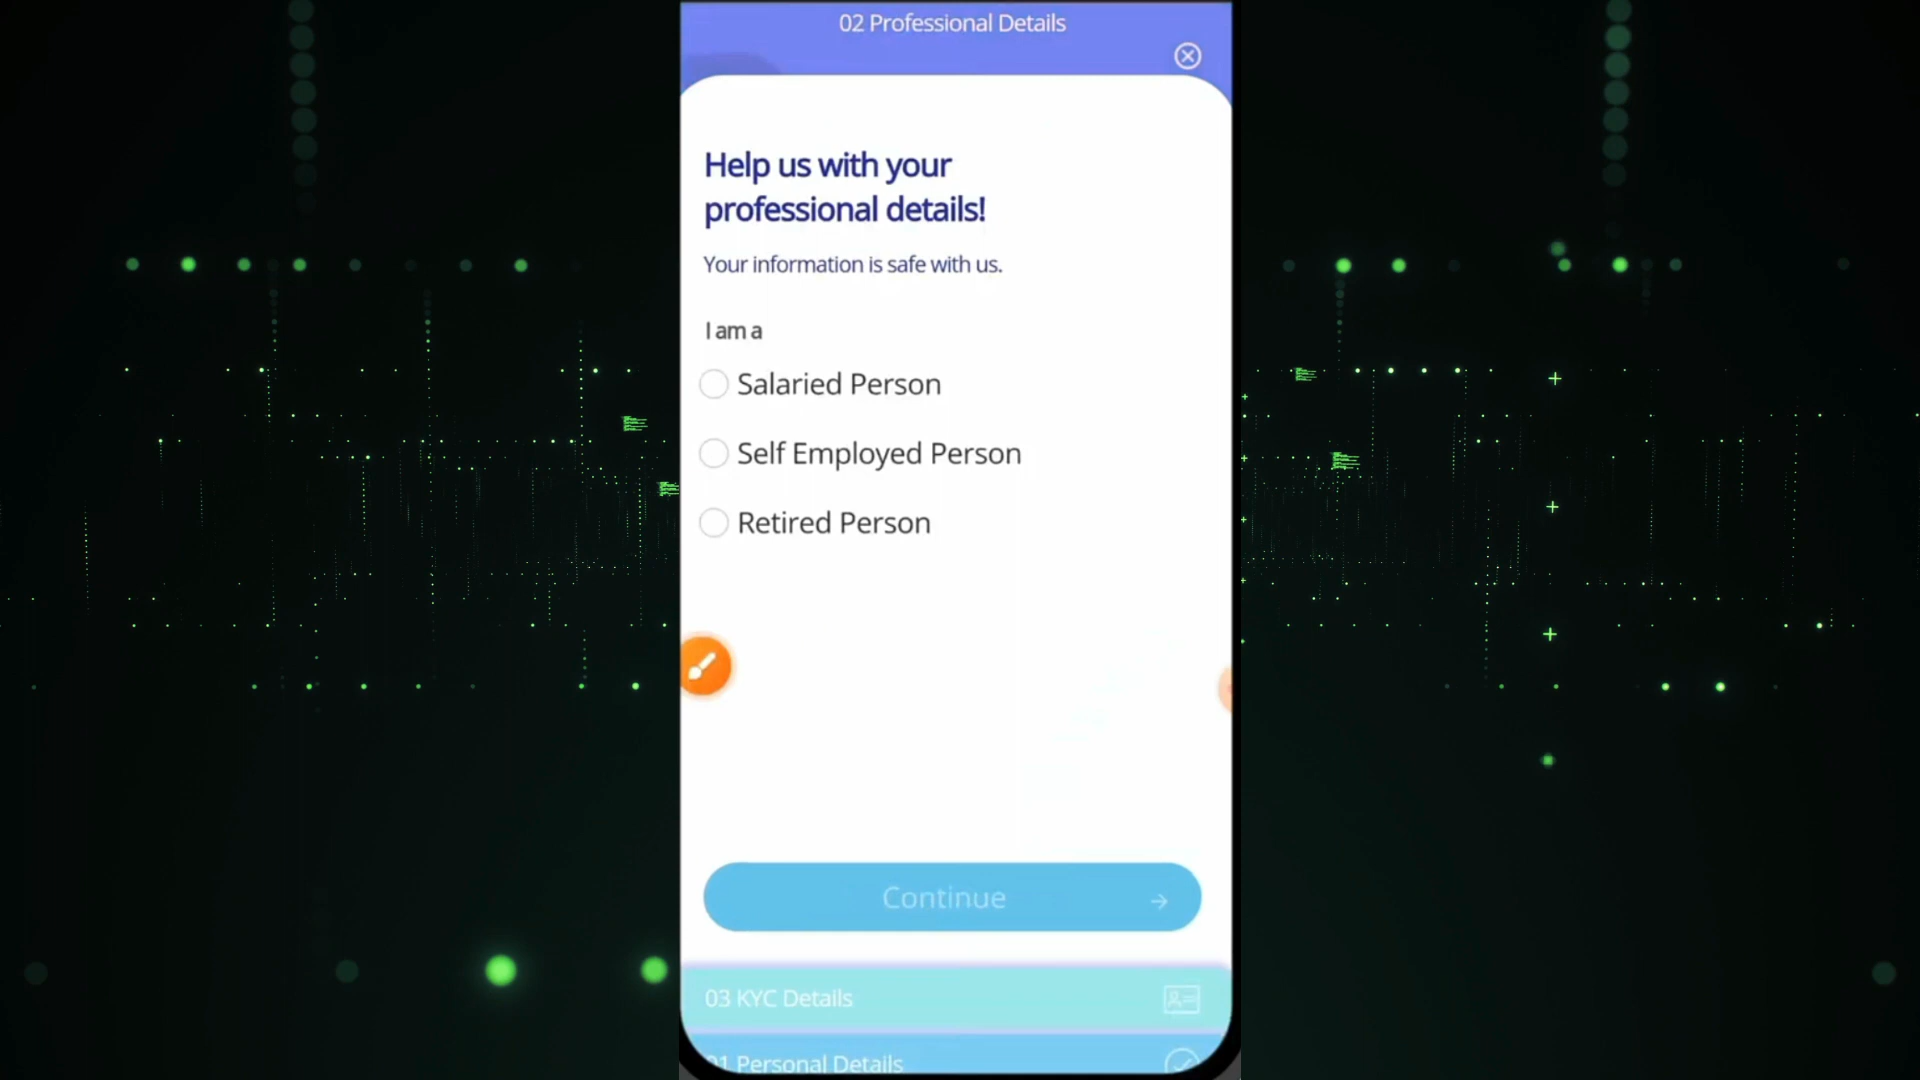 02 Professional Details
Help us with your
professional details!
Your information is safe with us.
I am a
Salaried Person
Self Employed Person
Retired Person
Continue
03 KYC Details
01 Personal Details